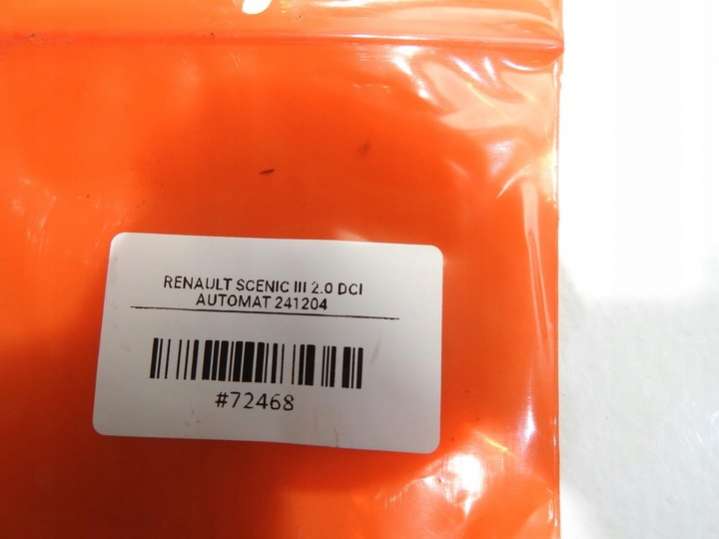 RENAULT SCENIC III 2.0 DCI
AUTOMAT 241204
#72468